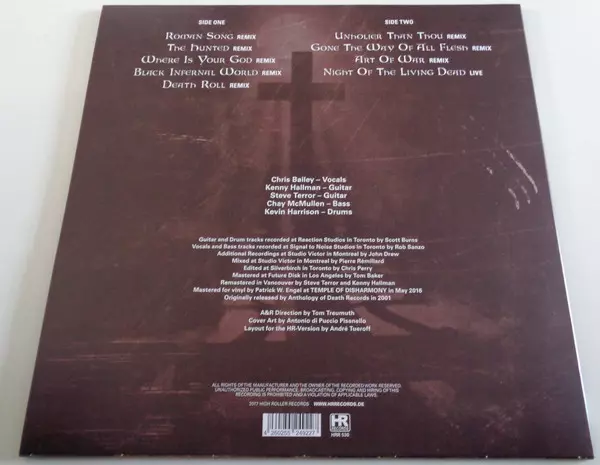 SIDE ONE
Roman Song REMIX
The Hunted REMIX
Where Is Your God REMIX
Black Infernal World REMIX
Death Roll REMIX
SIDE TWO
Unholier Than Thou REMIX
Gone The Way Of All Flesh REMIX
Art Of War REMIX
Night Of The Living Dead LIVE
Chris Bailey – Vocals
Kenny Hallman – Guitar
Steve Terror – Guitar
Chay McMullen – Bass
Kevin Harrison – Drums
Guitar and Drum tracks recorded at Reaction Studios in Toronto by Scott Burns
Vocals and Bass tracks recorded at Signal to Noise Studios in Toronto by Rob Sanzo
Additional Recordings at Studio Victor in Montreal by John Drew
Mixed at Studio Victor in Montreal by Pierre Rémillard
Edited at Silverbirch in Toronto by Chris Perry
Mastered at Future Disk in Los Angeles by Tom Baker
Remastered in Vancouver by Steve Terror and Kenny Hallman
Mastered for vinyl by Patrick W. Engel at TEMPLE OF DISHARMONY in May 2016
Originally released by Anthology of Death Records in 2001
A&R Direction by Tom Treumuth
Cover Art by Antonio di Puccio Pisanello
Layout for the HR-Version by André Tueroff
ALL RIGHTS OF THE MANUFACTURER AND THE OWNER OF THE RECORDED WORK RESERVED.
UNAUTHORIZED PUBLIC PERFORMANCE, BROADCASTING, COPYING AND HIRING OF THIS
RECORDING IS PROHIBITED AND A VIOLATION OF APPLICABLE LAWS.
2017 HIGH ROLLER RECORDS WWW.HRRECORDS.DE
4 260255 249227
HR
RECORDS
HRR 530